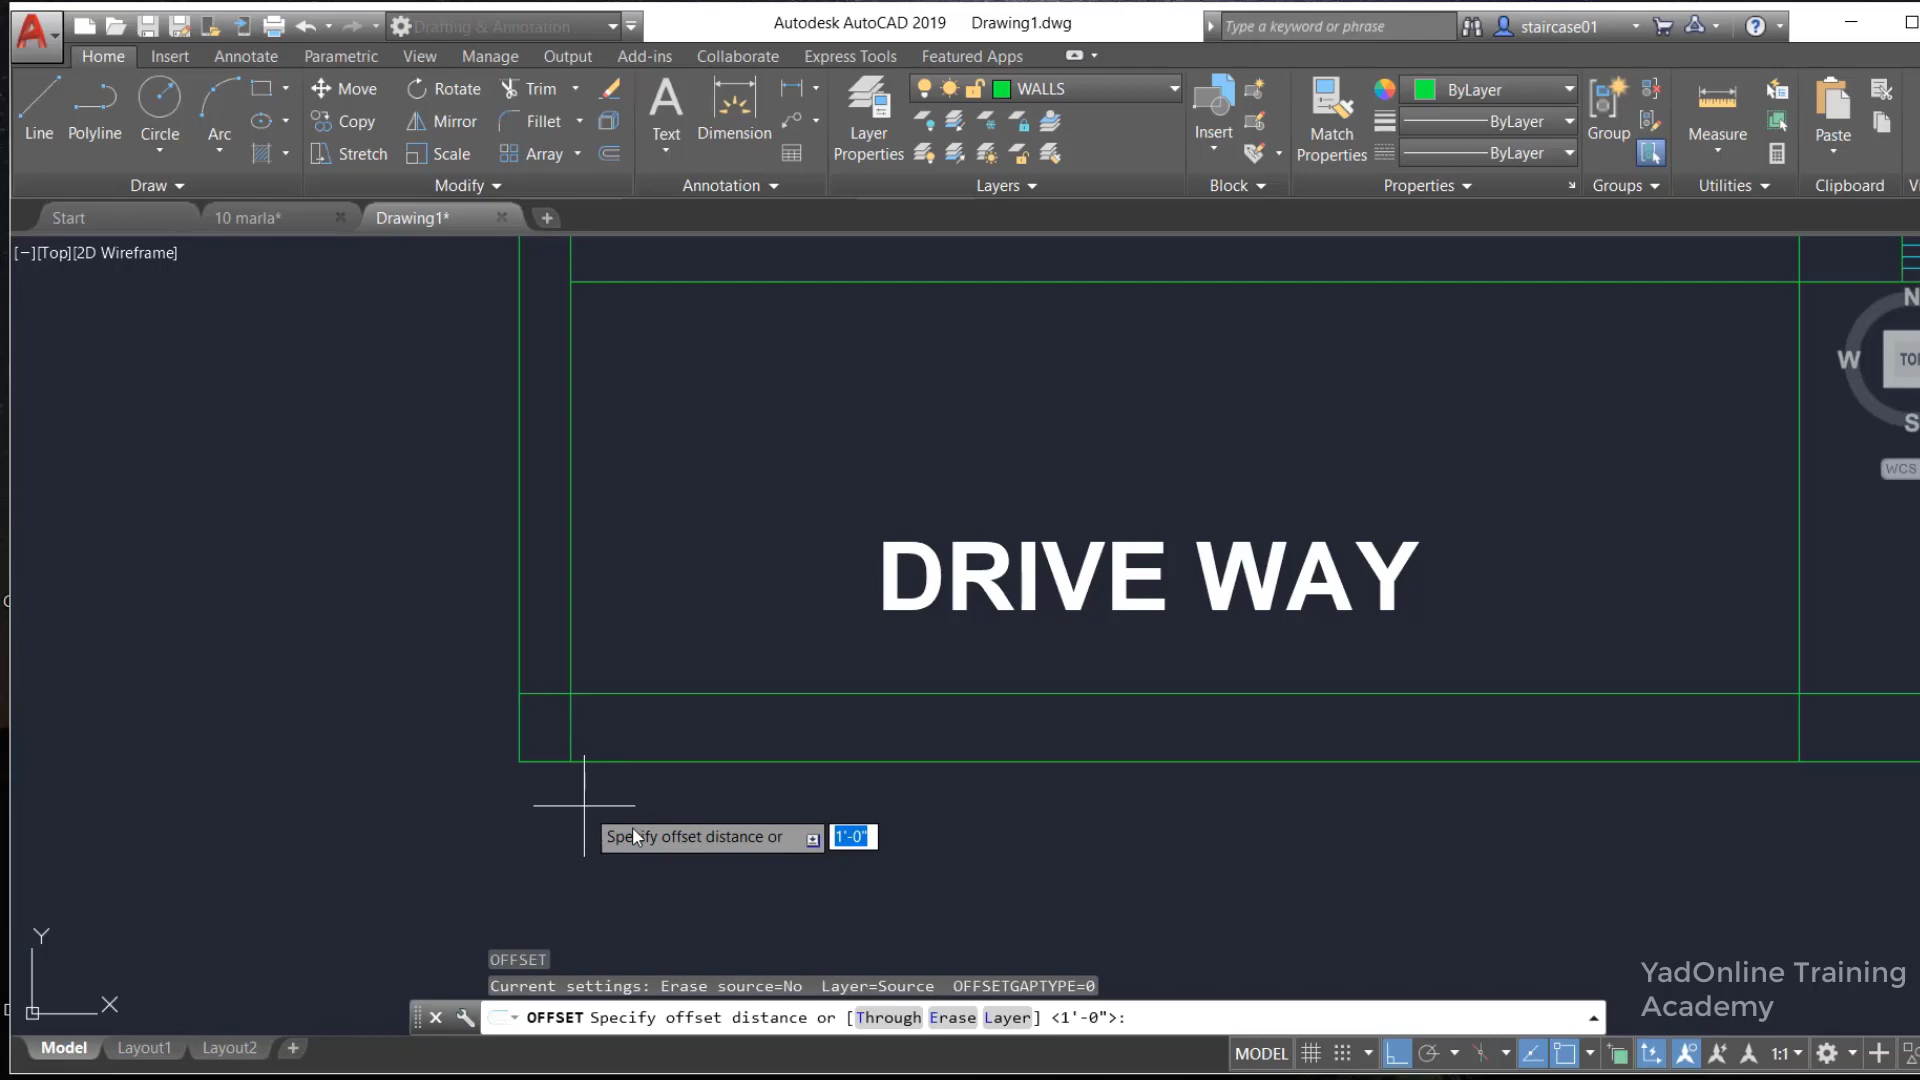 Drafting & Annotation
Autodesk AutoCAD 2019 Drawing1.dwg
Type a keyword or phrase
staircase01
Home Insert Annotate Parametric View Manage Output Add-ins Collaborate Express Tools Featured Apps
Line Polyline Circle Arc
Move Rotate Trim
Copy Mirror Fillet
Stretch Scale Array
Text Dimension
Layer Properties
WALLS
Insert
Match Properties
ByLayer
ByLayer
ByLayer
Group
Measure
Paste
Draw Modify Annotation Layers Block Properties Groups Utilities Clipboard
Start 10 marla* Drawing1*
[−][Top][2D Wireframe]
N
W
S
WCS
DRIVE WAY
Specify offset distance or 1'-0"
Y
X
OFFSET
Current settings: Erase source=No Layer=Source OFFSETGAPTYPE=0
OFFSET Specify offset distance or [Through Erase Layer] <1'-0">:
YadOnline Training
Academy
Model Layout1 Layout2
MODEL 1:1